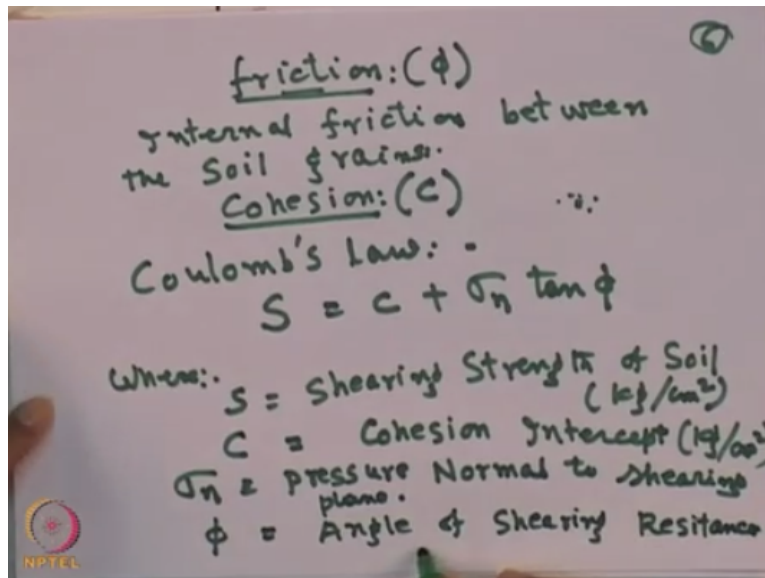 6
friction: (ϕ)
Internal friction between
the Soil grains.
Cohesion: (C)
Coulomb's Law:-
S = C + σn tan ϕ
Where:.
S = Shearing Strength of Soil
(kg/cm²)
C = Cohesion Intercept (kg/cm²)
σn = Pressure Normal to Shearing
plane.
ϕ = Angle of Shearing Resitance
NPTEL